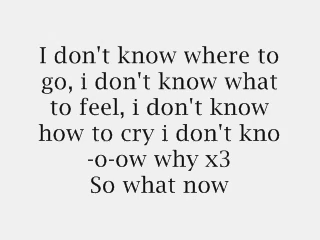 I don't know where to
go, i don't know what
to feel, i don't know
how to cry i don't kno
-o-ow why x3
So what now